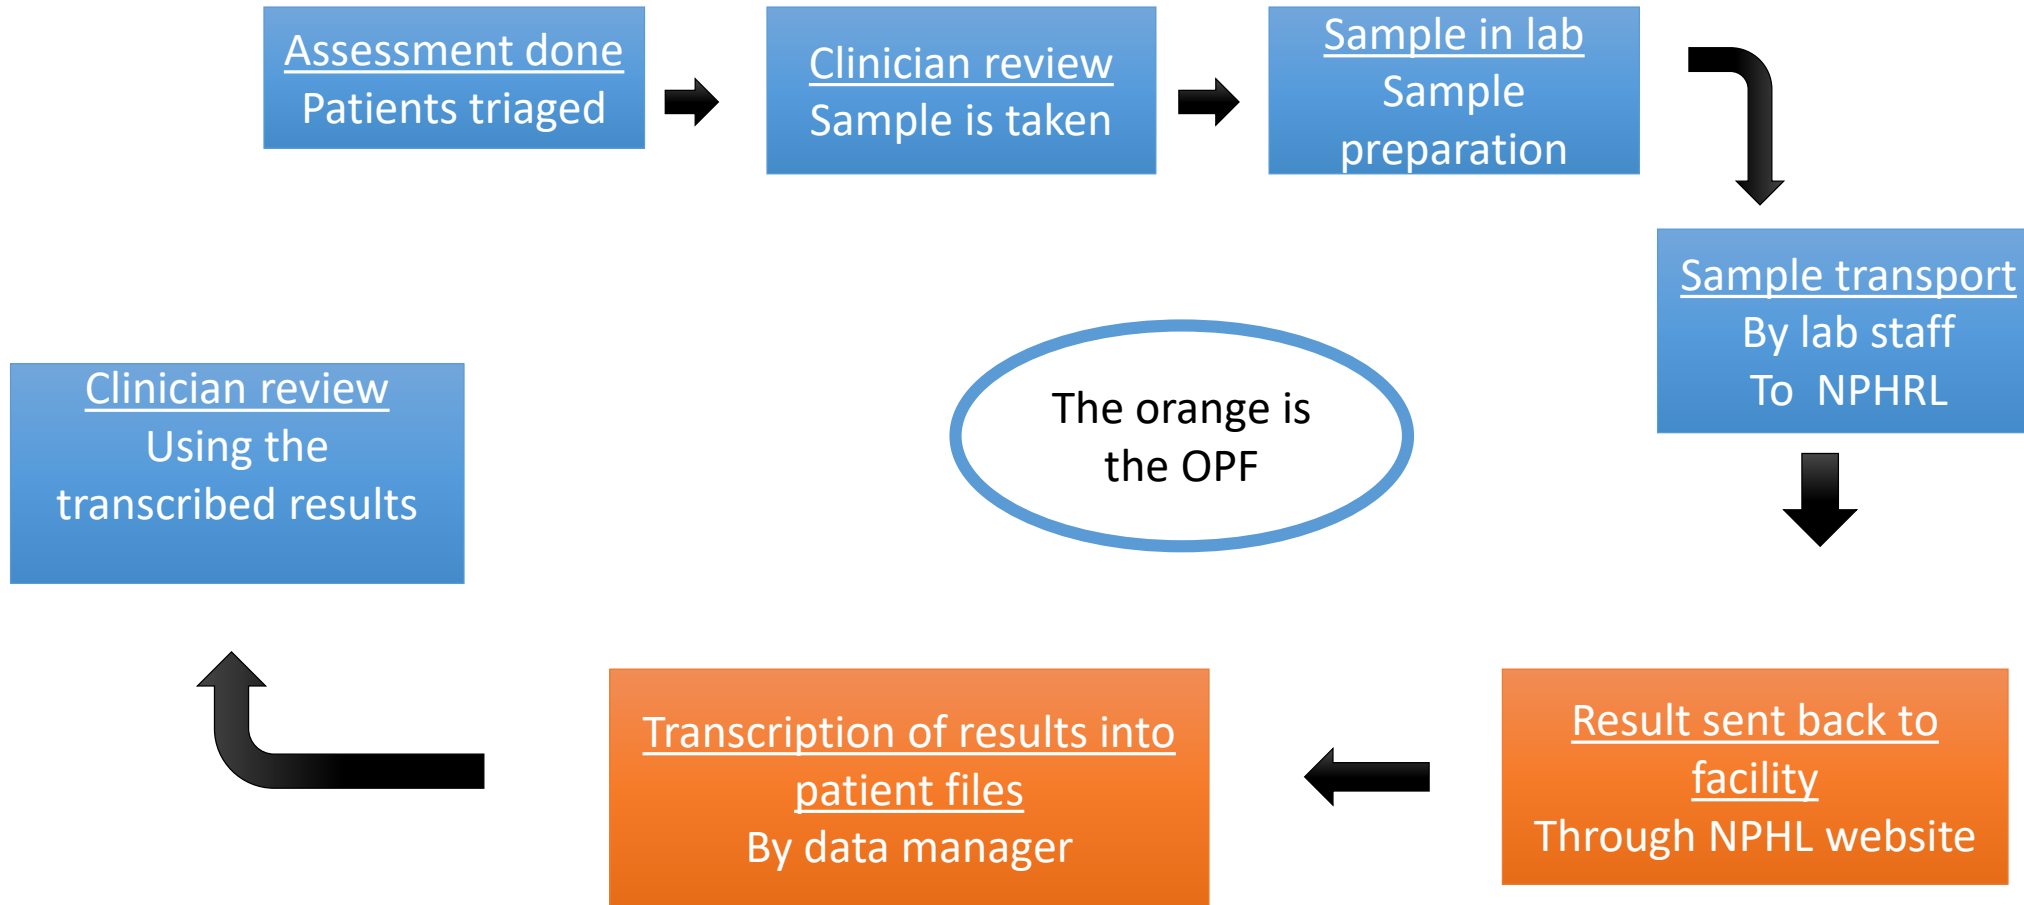 Assessment done
Patients triaged
Clinician review
Sample is taken
Sample in lab
Sample
preparation
Sample transport
By lab staff
To  NPHRL
The orange is
the OPF
Clinician review
Using the
transcribed results
Transcription of results into
patient files
By data manager
Result sent back to
facility
Through NPHL website